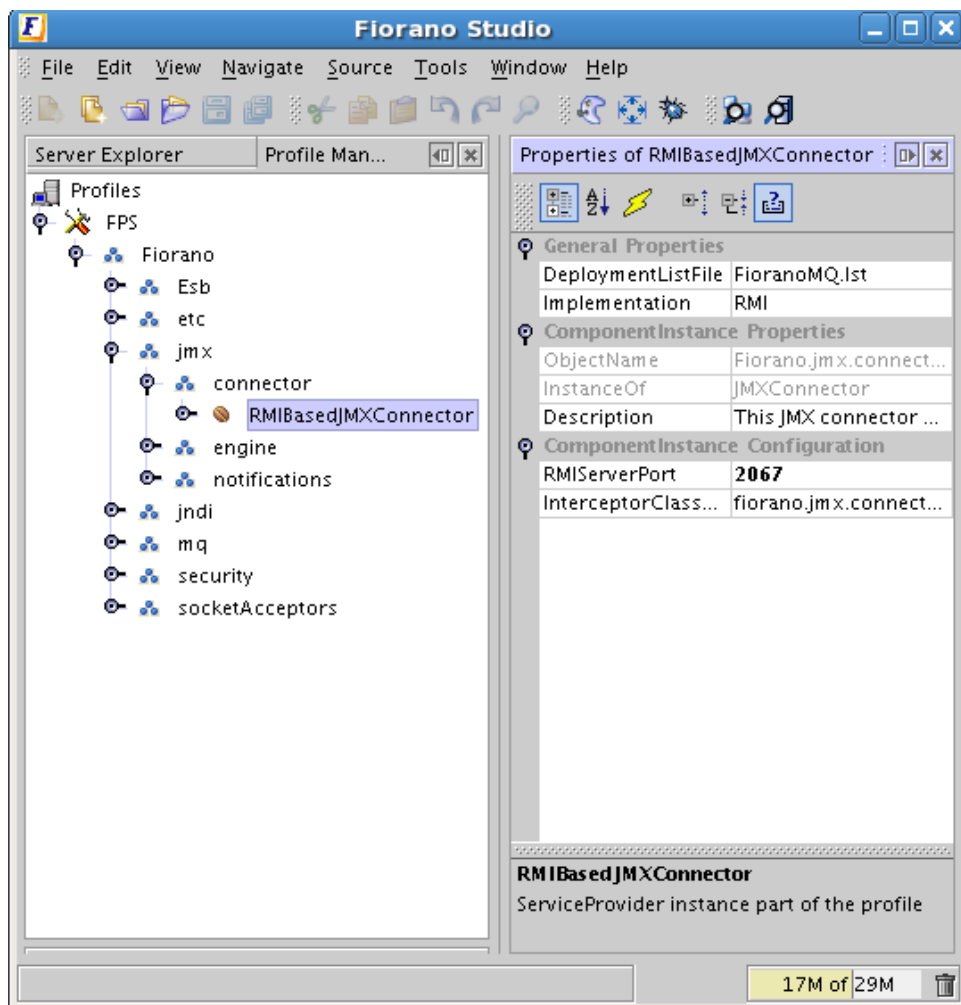 Fiorano Studio
File Edit View Navigate Source Tools Window Help
Server Explorer
Profile Man...
Profiles
FPS
Fiorano
Esb
etc
jmx
connector
RMIBasedJMXConnector
engine
notifications
jndi
mq
security
socketAcceptors
Properties of RMIBasedJMXConnector
General Properties
DeploymentListFile FioranoMQ.lst
Implementation RMI
ComponentInstance Properties
ObjectName Fiorano.jmx.connect...
InstanceOf JMXConnector
Description This JMX connector ...
ComponentInstance Configuration
RMIServerPort 2067
InterceptorClass... fiorano.jmx.connect...
RMIBasedJMXConnector
ServiceProvider instance part of the profile
17M of 29M